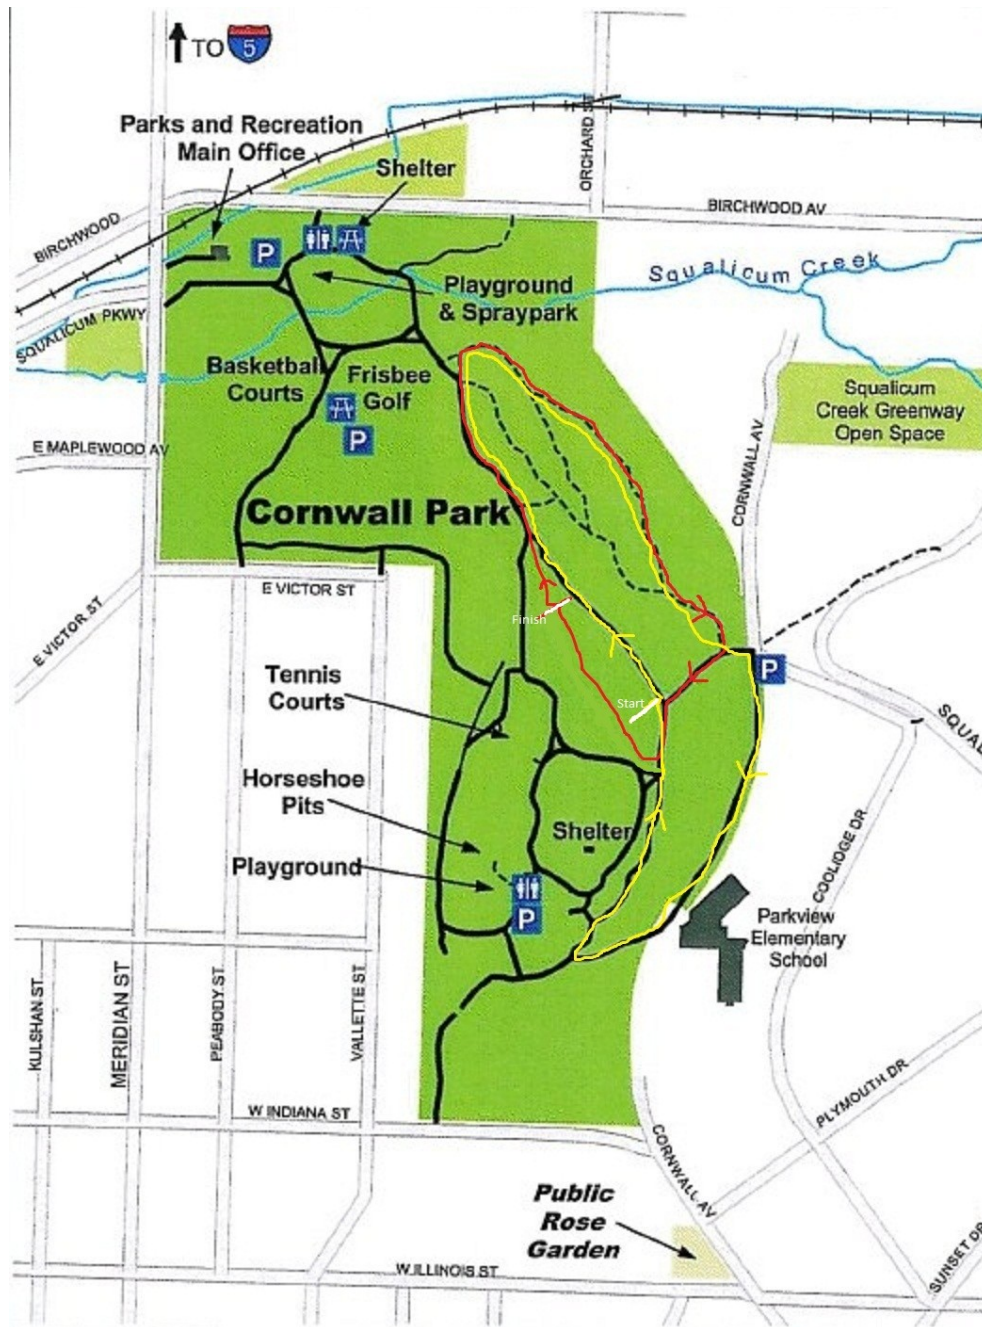 TO 5
Parks and Recreation
Main Office
Shelter
ORCHARD ST
BIRCHWOOD AV
BIRCHWOOD
P
Squalicum Creek
Playground
& Spraypark
SQUALICUM PKWY
Basketball
Courts
Frisbee
Golf
P
Squalicum
Creek Greenway
Open Space
E MAPLEWOOD AV
CORNWALL AV
Cornwall Park
E VICTOR ST
E VICTOR ST
Finish
Start
P
Tennis
Courts
Horseshoe
Pits
Shelter
Playground
P
COOLIDGE DR
Parkview
Elementary
School
KULSHAN ST.
MERIDIAN ST
PEABODY ST
VALLETTE ST
W INDIANA ST
PLYMOUTH DR
CORNWALL AV
Public
Rose
Garden
W.ILLINOIS ST
SUNSET DR